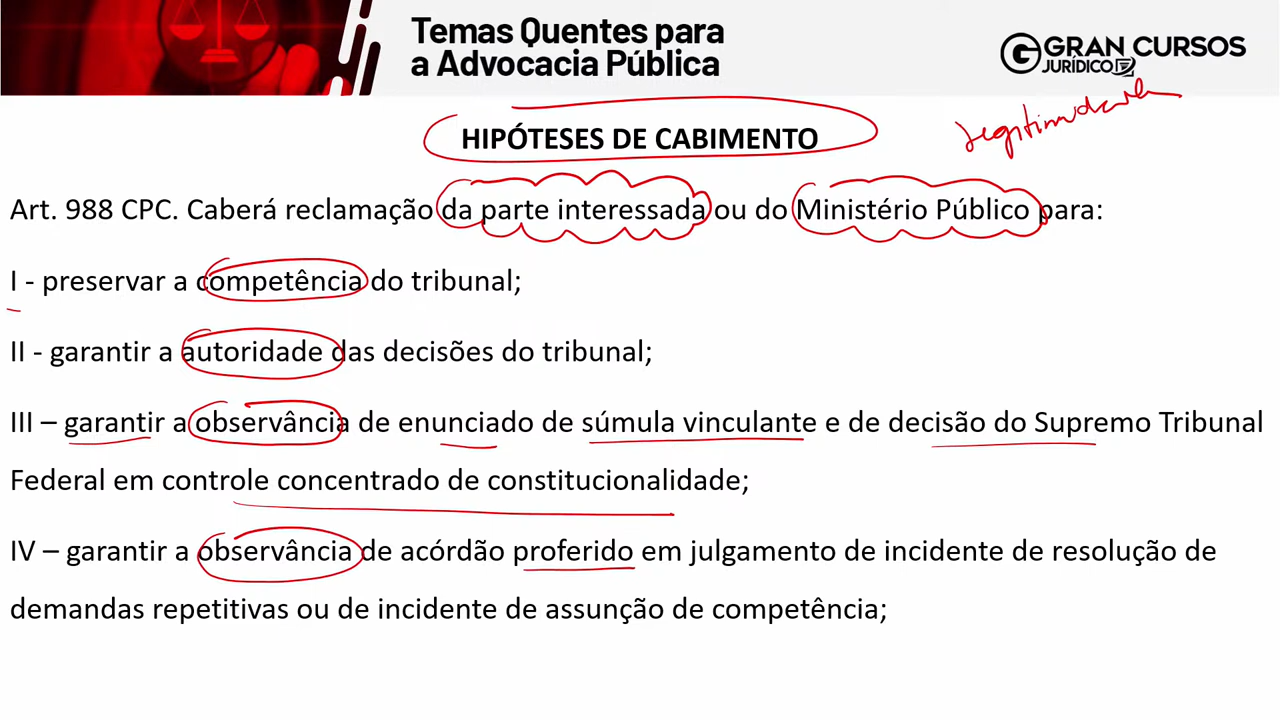 Temas Quentes para
a Advocacia Pública
GRAN CURSOS
JURÍDICO
HIPÓTESES DE CABIMENTO
Art. 988 CPC. Caberá reclamação da parte interessada ou do Ministério Público para:
I - preservar a competência do tribunal;
II - garantir a autoridade das decisões do tribunal;
III – garantir a observância de enunciado de súmula vinculante e de decisão do Supremo Tribunal
Federal em controle concentrado de constitucionalidade;
IV – garantir a observância de acórdão proferido em julgamento de incidente de resolução de
demandas repetitivas ou de incidente de assunção de competência;